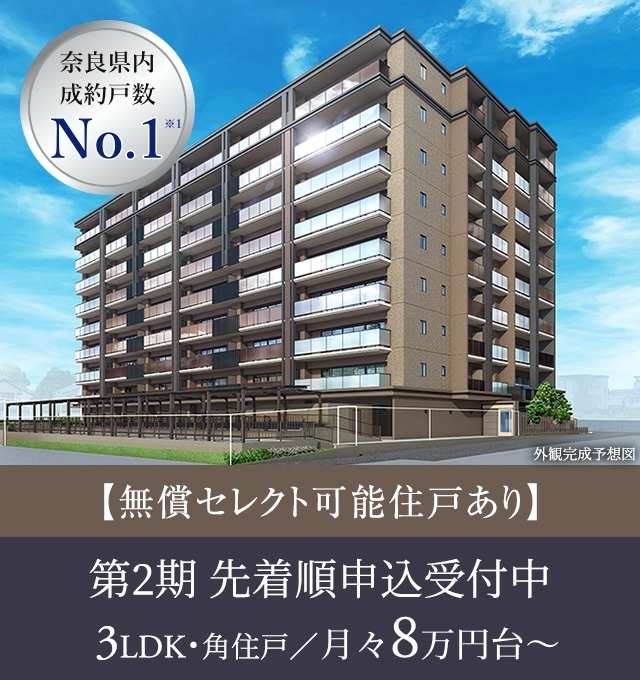 奈良県内
成約戸数
No.1※1
外観完成予想図
【無償セレクト可能住戸あり】
第2期 先着順申込受付中
3LDK・角住戸／月々8万円台～